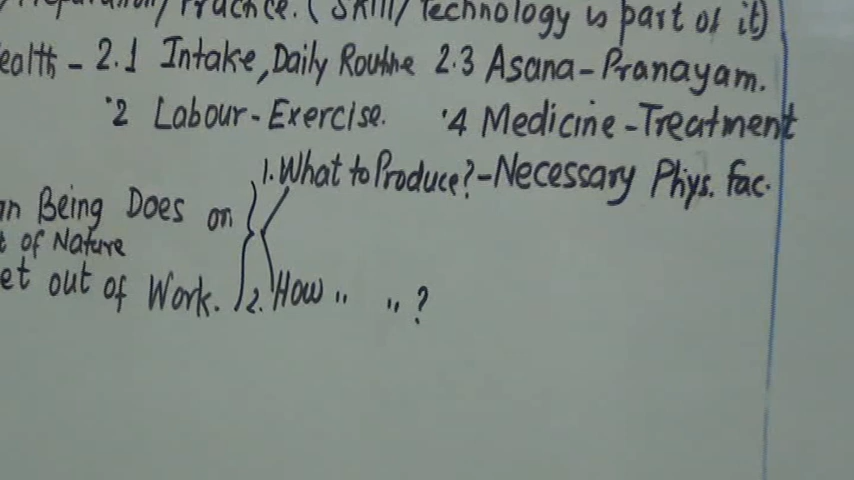 Practice. (Skill/Technology is part of it)
ealth - 2.1 Intake, Daily Routine 2.3 Asana-Pranayam.
·2 Labour-Exercise. ·4 Medicine-Treatment
1. What to Produce?-Necessary Phys. Fac.
an Being Does on
t of Nature
et out of Work.
2. How " " ?